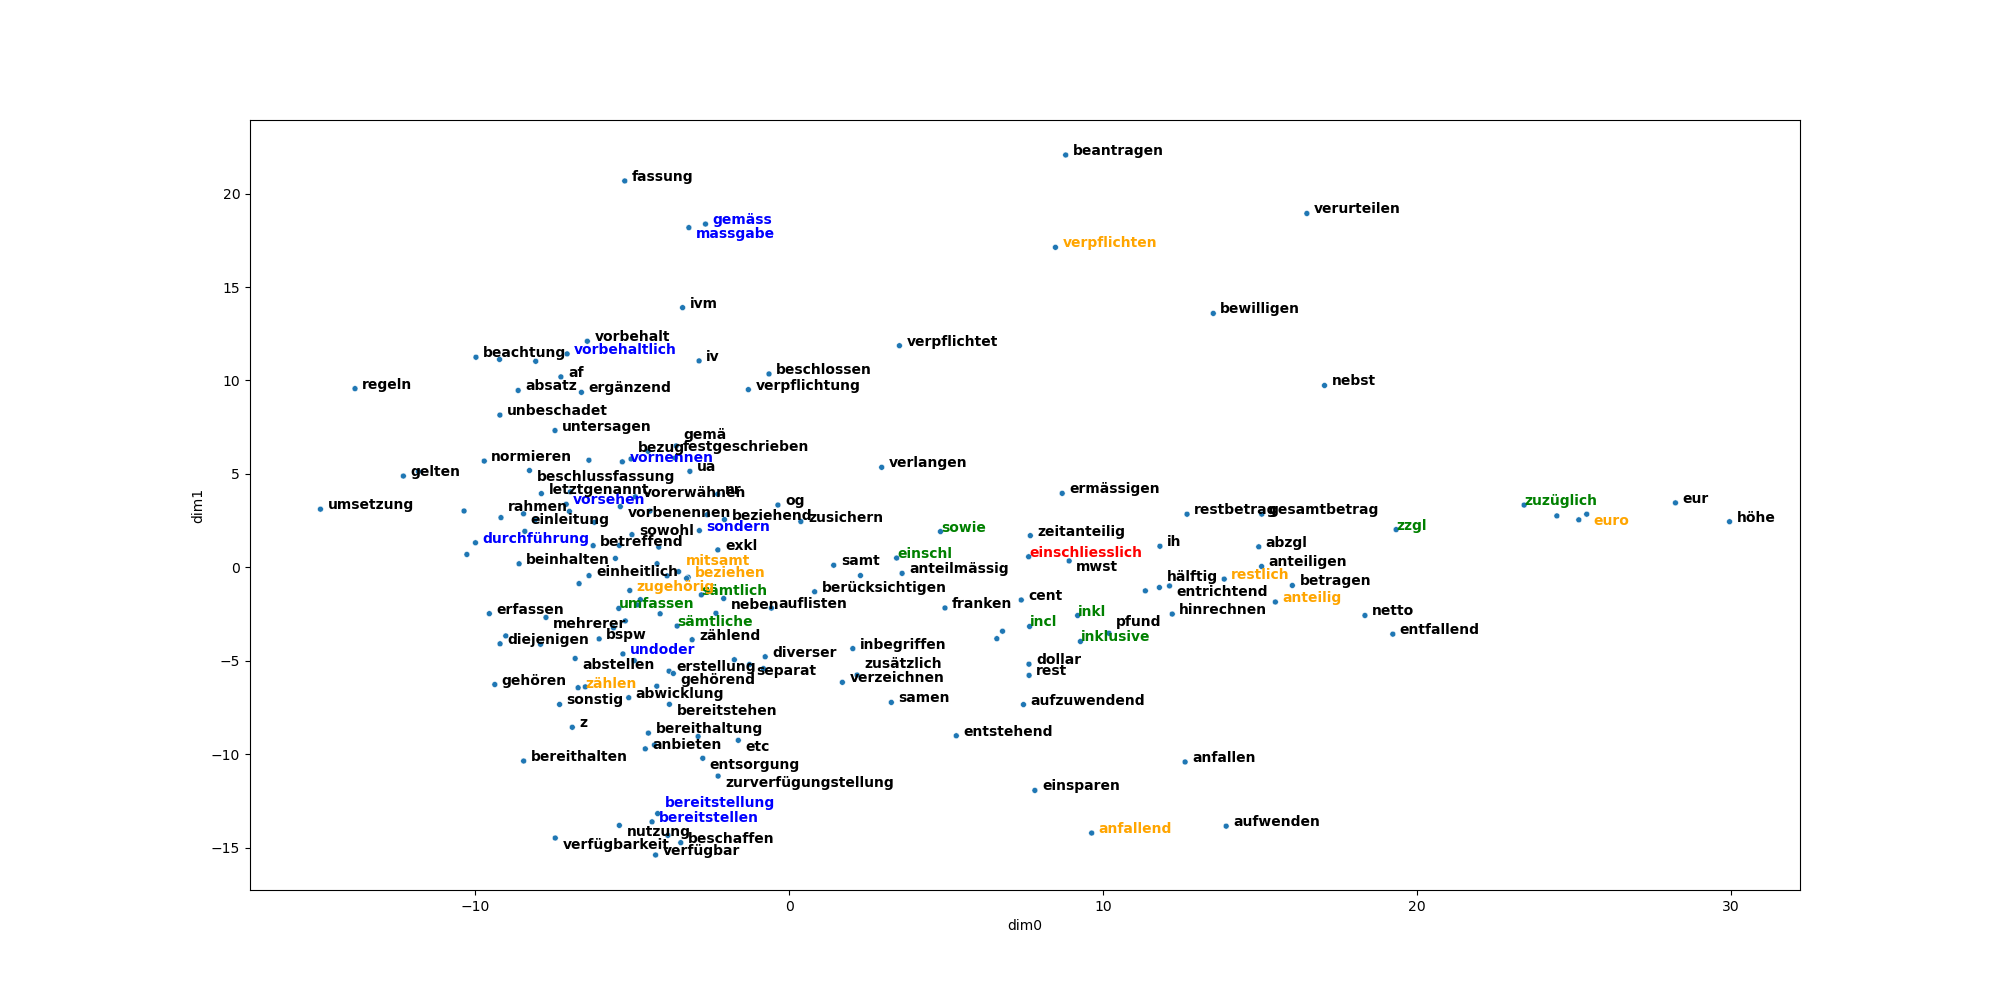 beantragen
fassung
verurteilen
20
gemäss
massgabe
verpflichten
15
ivm
bewilligen
vorbehalt
verpflichtet
vorbehaltlich
beachtung
iv
beschlossen
af
10
nebst
regeln
absatz
ergänzend
verpflichtung
unbeschadet
untersagen
gemä
bezug
festgeschrieben
normieren
vornennen
verlangen
ua
5
gelten
beschlussfassung
letztgenannt
vorerwähnen
nr
ermässigen
vorsehen
og
zuzüglich
eur
umsetzung
rahmen
vorbenennen
beziehend
zusichern
restbetrag
gesamtbetrag
einleitung
euro
höhe
sondern
sowie
zzgl
sowohl
zeitanteilig
durchführung
betreffend
exkl
ih
abzgl
einschl
einschliesslich
beinhalten
mitsamt
samt
mwst
anteiligen
0
einheitlich
beziehen
anteilmässig
hälftig
restlich
betragen
zugehörig
sämtlich
berücksichtigen
entrichtend
cent
anteilig
umfassen
neben
auflisten
franken
erfassen
inkl
hinrechnen
netto
mehrerer
sämtliche
incl
pfund
entfallend
diejenigen
bspw
zählend
inklusive
undoder
inbegriffen
diverser
−5
abstellen
erstellung
separat
zusätzlich
dollar
rest
gehören
zählen
gehörend
verzeichnen
abwicklung
sonstig
samen
aufzuwendend
bereitstehen
z
bereithaltung
entstehend
anbieten
etc
−10
bereithalten
entsorgung
anfallen
zurverfügungstellung
einsparen
bereitstellung
bereitstellen
aufwenden
nutzung
anfallend
beschaffen
−15
verfügbarkeit
verfügbar
dim1
−10
0
10
20
30
dim0